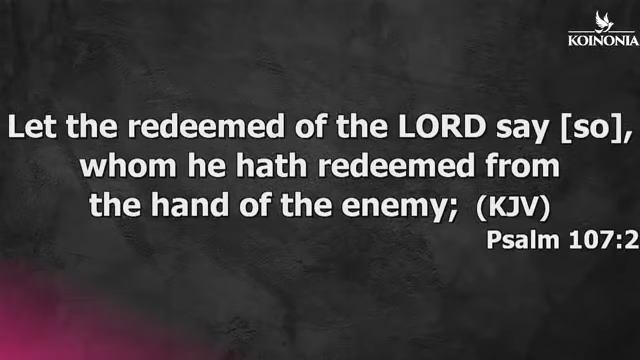 KOINONIA
Let the redeemed of the LORD say [so],
whom he hath redeemed from
the hand of the enemy; (KJV)
Psalm 107:2